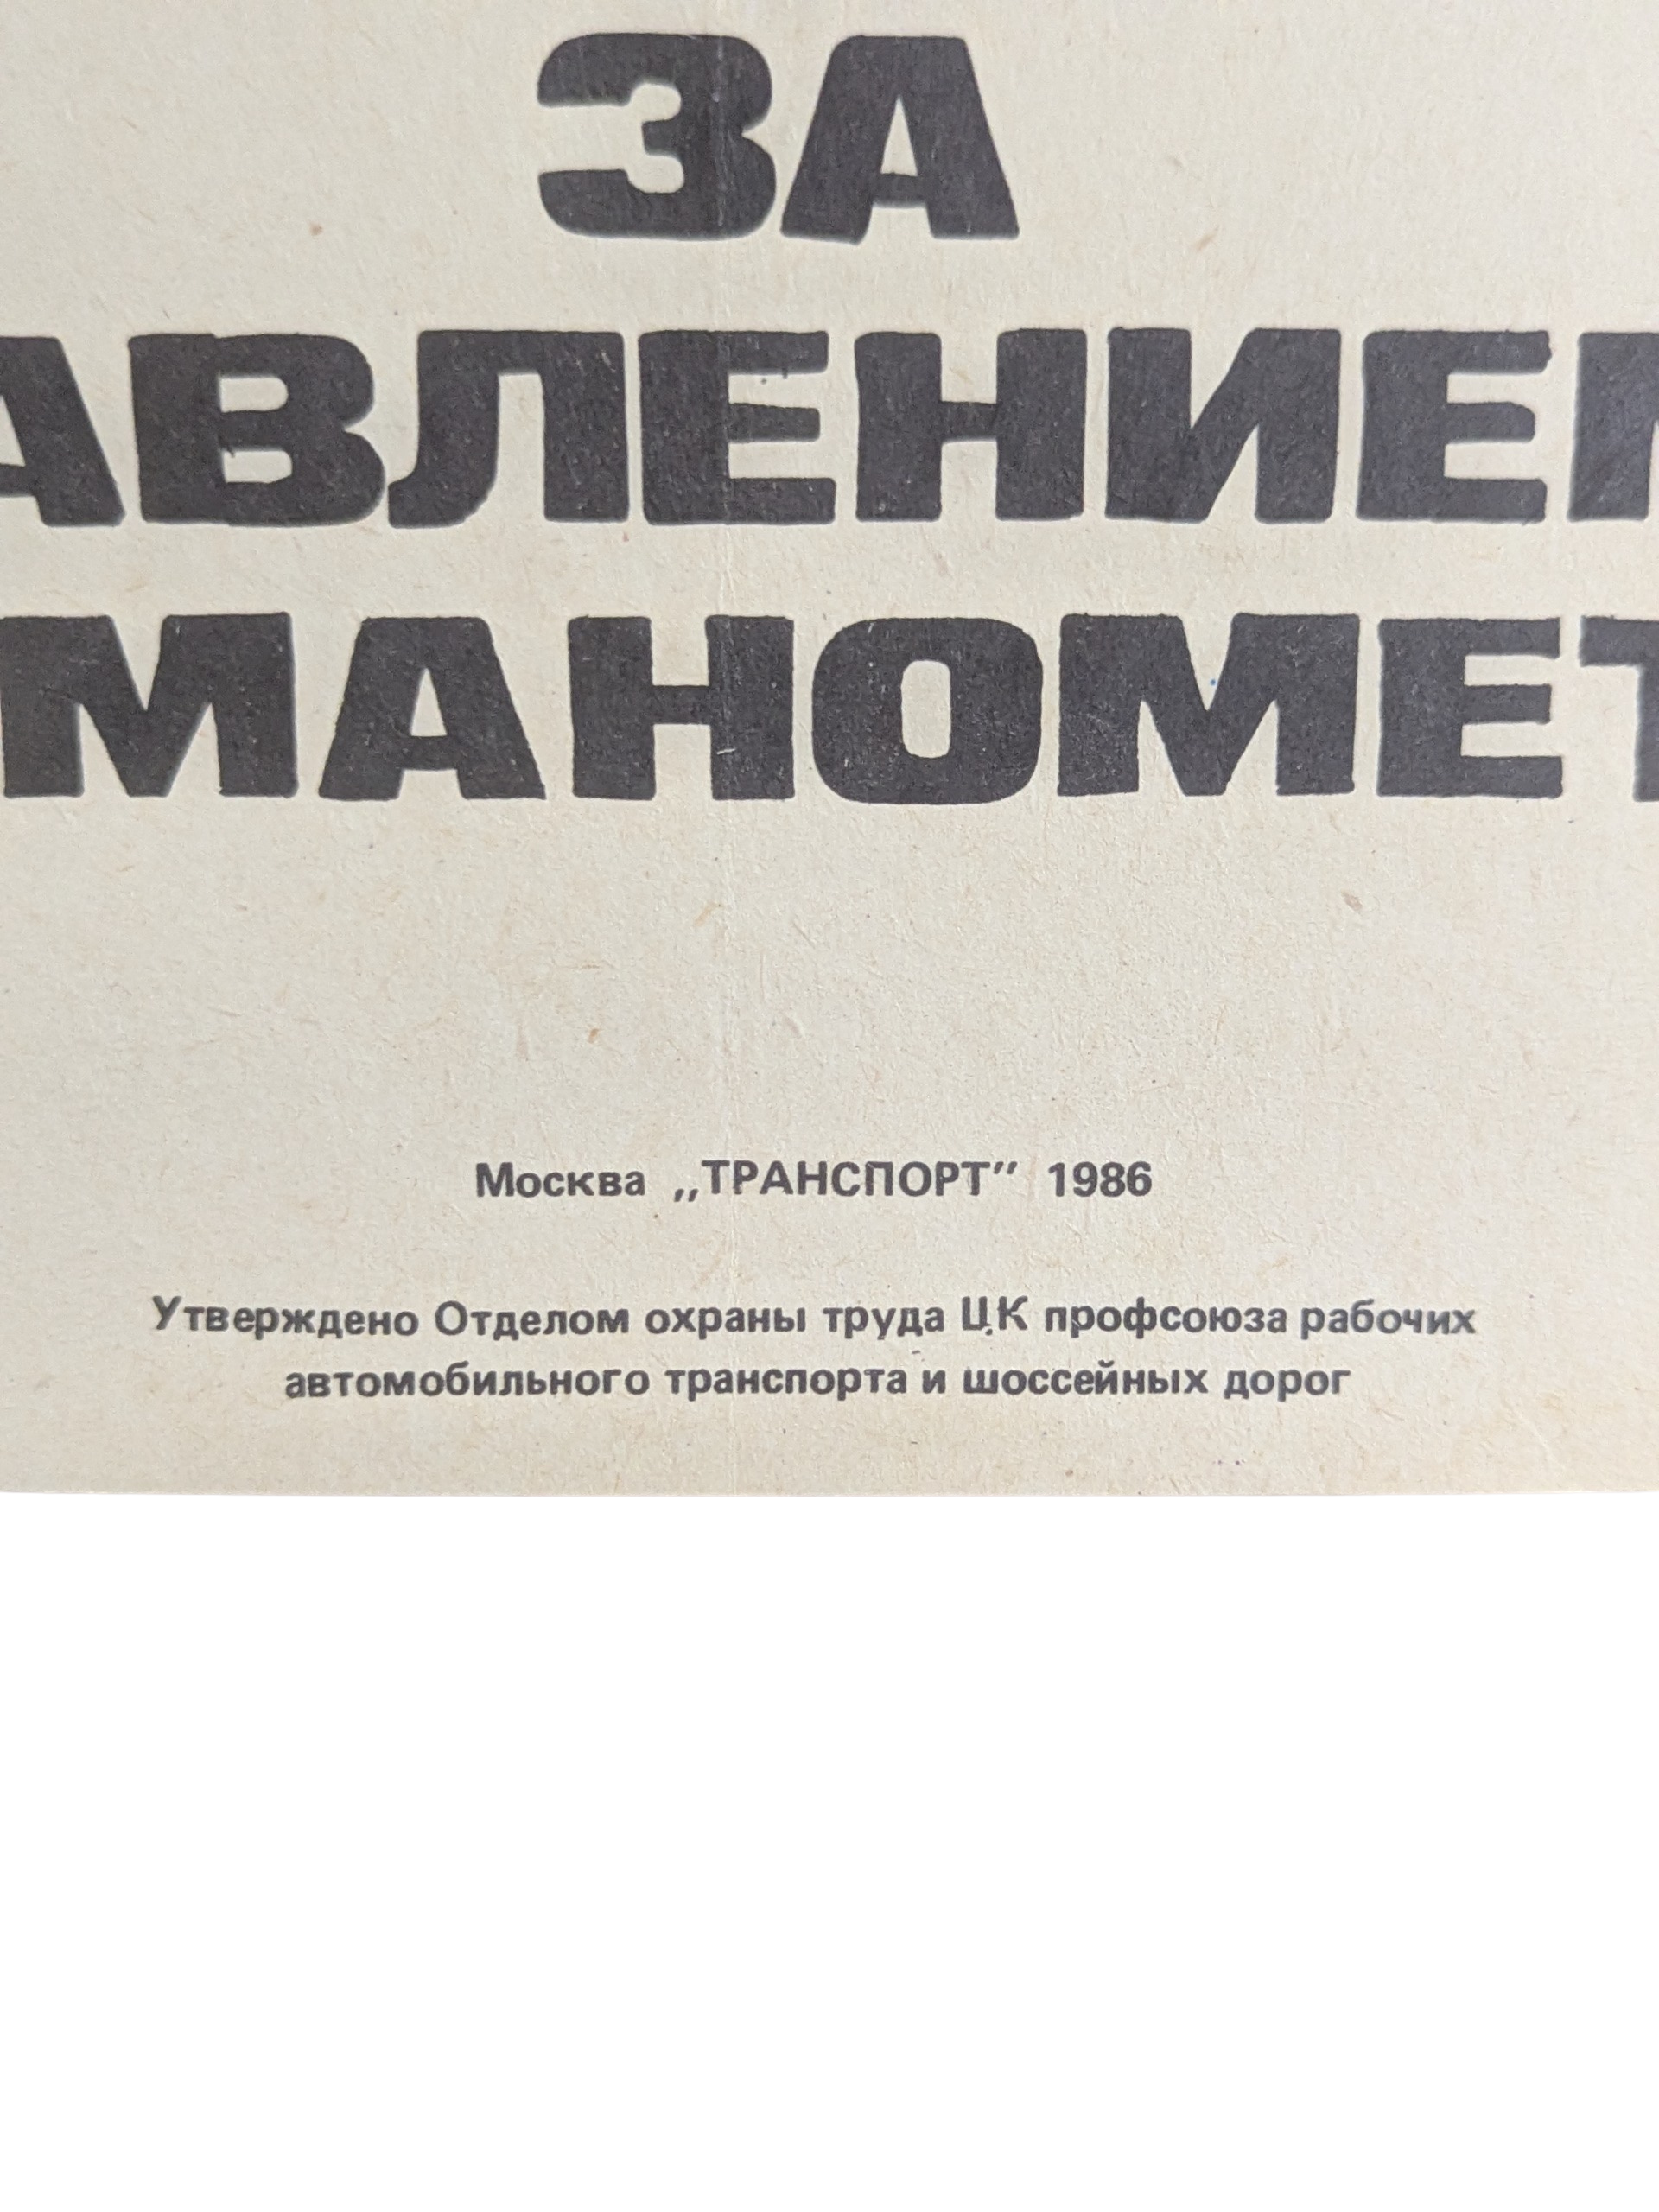 ЗА
АВЛЕНИЕМ
МАНОМЕТ
Москва „ТРАНСПОРТ” 1986
Утверждено Отделом охраны труда ЦК профсоюза рабочих
автомобильного транспорта и шоссейных дорог